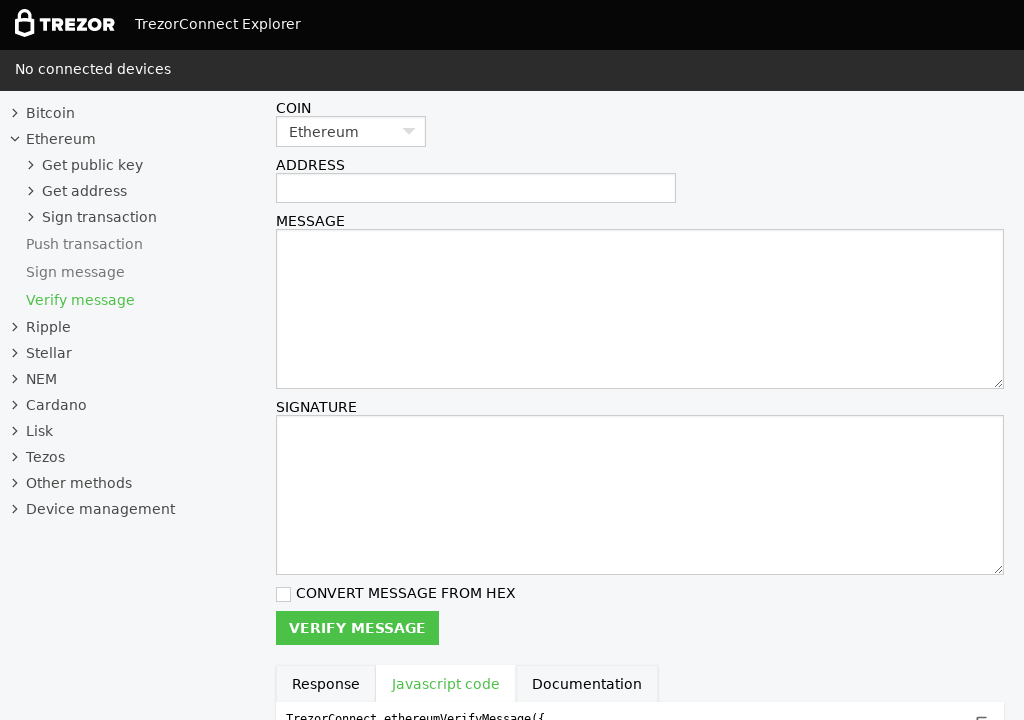 TREZOR TrezorConnect Explorer
No connected devices
Bitcoin
Ethereum
Get public key
Get address
Sign transaction
Push transaction
Sign message
Verify message
Ripple
Stellar
NEM
Cardano
Lisk
Tezos
Other methods
Device management
COIN
Ethereum
ADDRESS
MESSAGE
SIGNATURE
CONVERT MESSAGE FROM HEX
VERIFY MESSAGE
Response Javascript code Documentation
TrezorConnect.ethereumVerifyMessage({